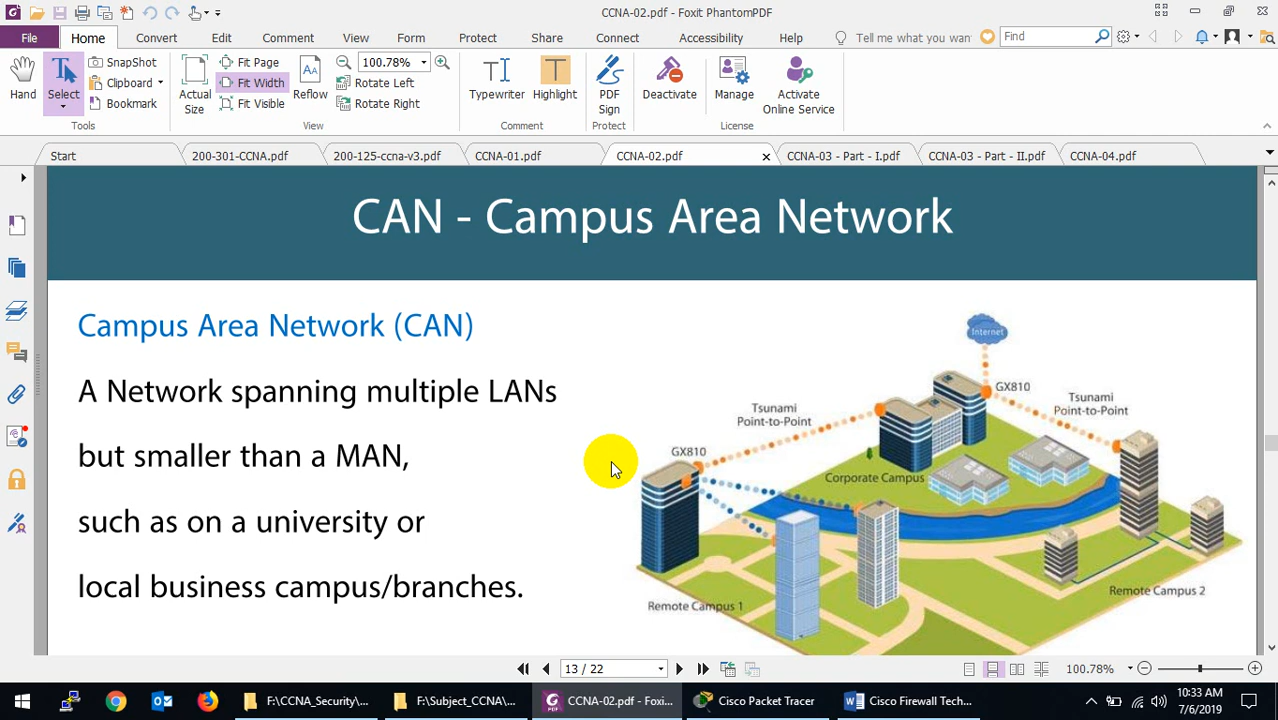 CCNA-02.pdf - Foxit PhantomPDF
File Home Convert Edit Comment View Form Protect Share Connect Accessibility Help Tell me what you want Find
Hand
Select
SnapShot
Clipboard
Bookmark
Tools
Actual Size
Fit Page
Fit Width
Fit Visible
Reflow
100.78%
Rotate Left
Rotate Right
View
Typewriter
Highlight
Comment
PDF Sign
Protect
Deactivate
Manage
Activate Online Service
License
Start 200-301-CCNA.pdf 200-125-ccna-v3.pdf CCNA-01.pdf CCNA-02.pdf CCNA-03 - Part - I.pdf CCNA-03 - Part - II.pdf CCNA-04.pdf
CAN - Campus Area Network
Campus Area Network (CAN)
A Network spanning multiple LANs
but smaller than a MAN,
such as on a university or
local business campus/branches.
Internet
GX810
Tsunami
Point-to-Point
Tsunami
Point-to-Point
GX810
Corporate Campus
Remote Campus 1
Remote Campus 2
13 / 22
100.78%
F:\CCNA_Security\... F:\Subject_CCNA\... CCNA-02.pdf - Foxi... Cisco Packet Tracer Cisco Firewall Tech...
10:33 AM
7/6/2019